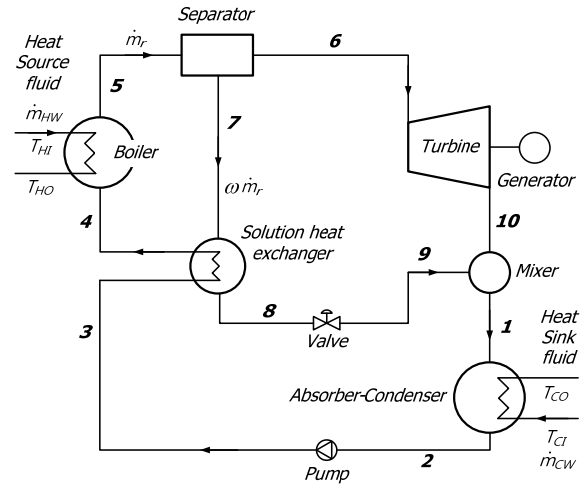 Separator
ṁr
6
Heat
Source
fluid
5
7
ṁHW
THI
Boiler
THO
Turbine
Generator
ω ṁr
4
10
Solution heat
exchanger
9
Mixer
3
8
Valve
1
Heat
Sink
fluid
Absorber-Condenser
TCO
TCI
ṁCW
2
Pump